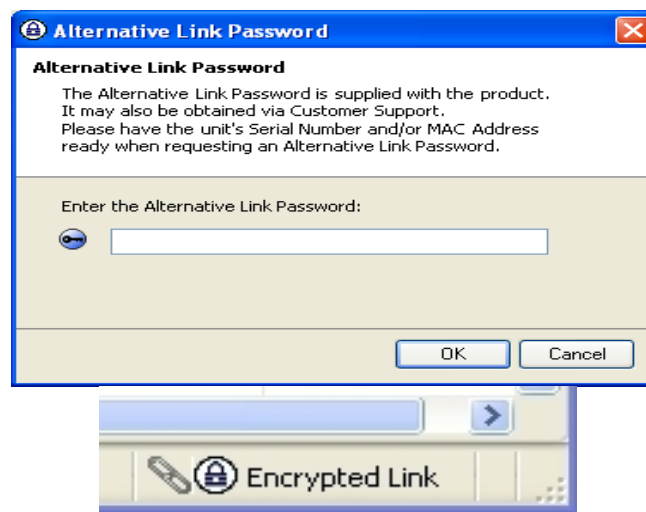 Alternative Link Password
Alternative Link Password
The Alternative Link Password is supplied with the product.
It may also be obtained via Customer Support.
Please have the unit's Serial Number and/or MAC Address
ready when requesting an Alternative Link Password.
Enter the Alternative Link Password:
OK Cancel
Encrypted Link